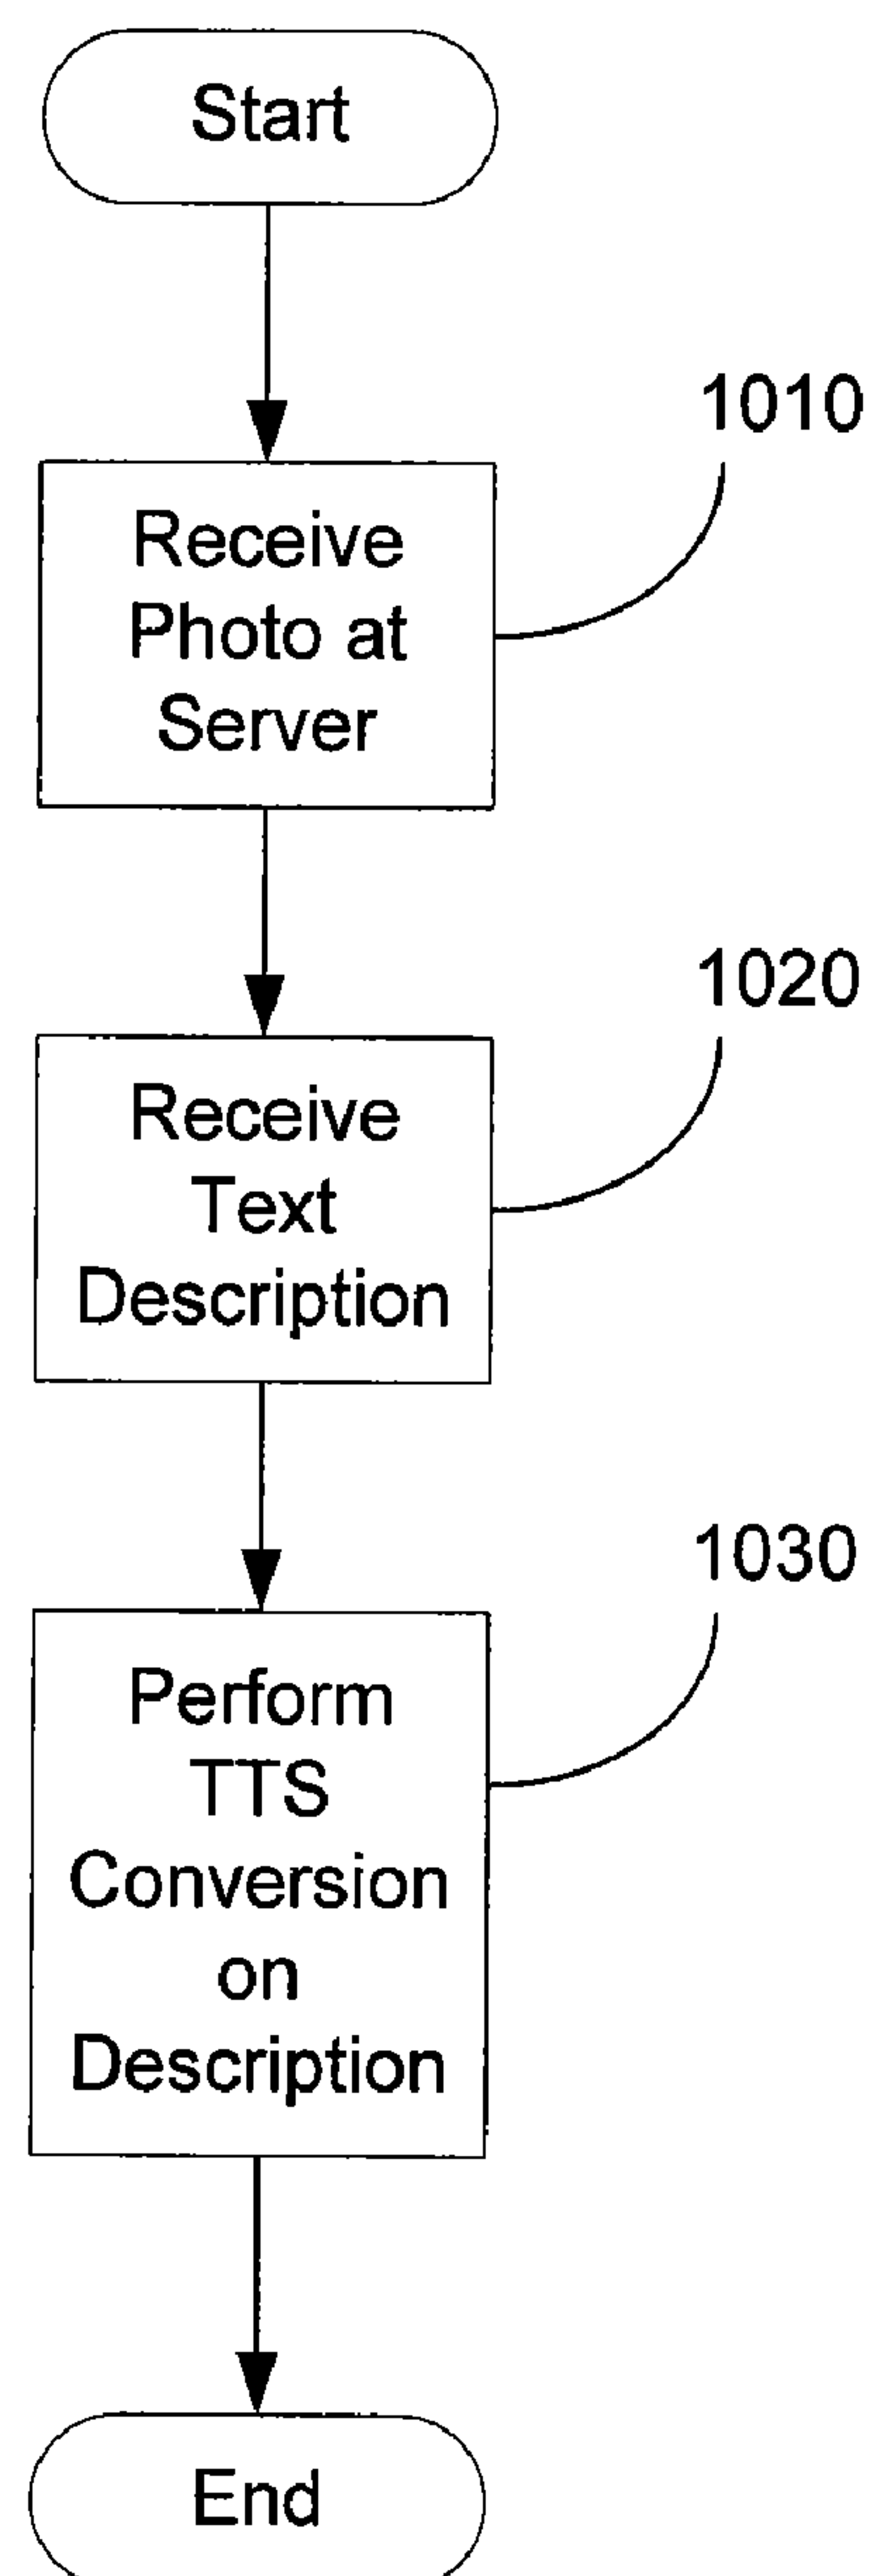 Start
1010
Receive
Photo at
Server
1020
Receive
Text
Description
1030
Perform
TTS
Conversion
on
Description
End